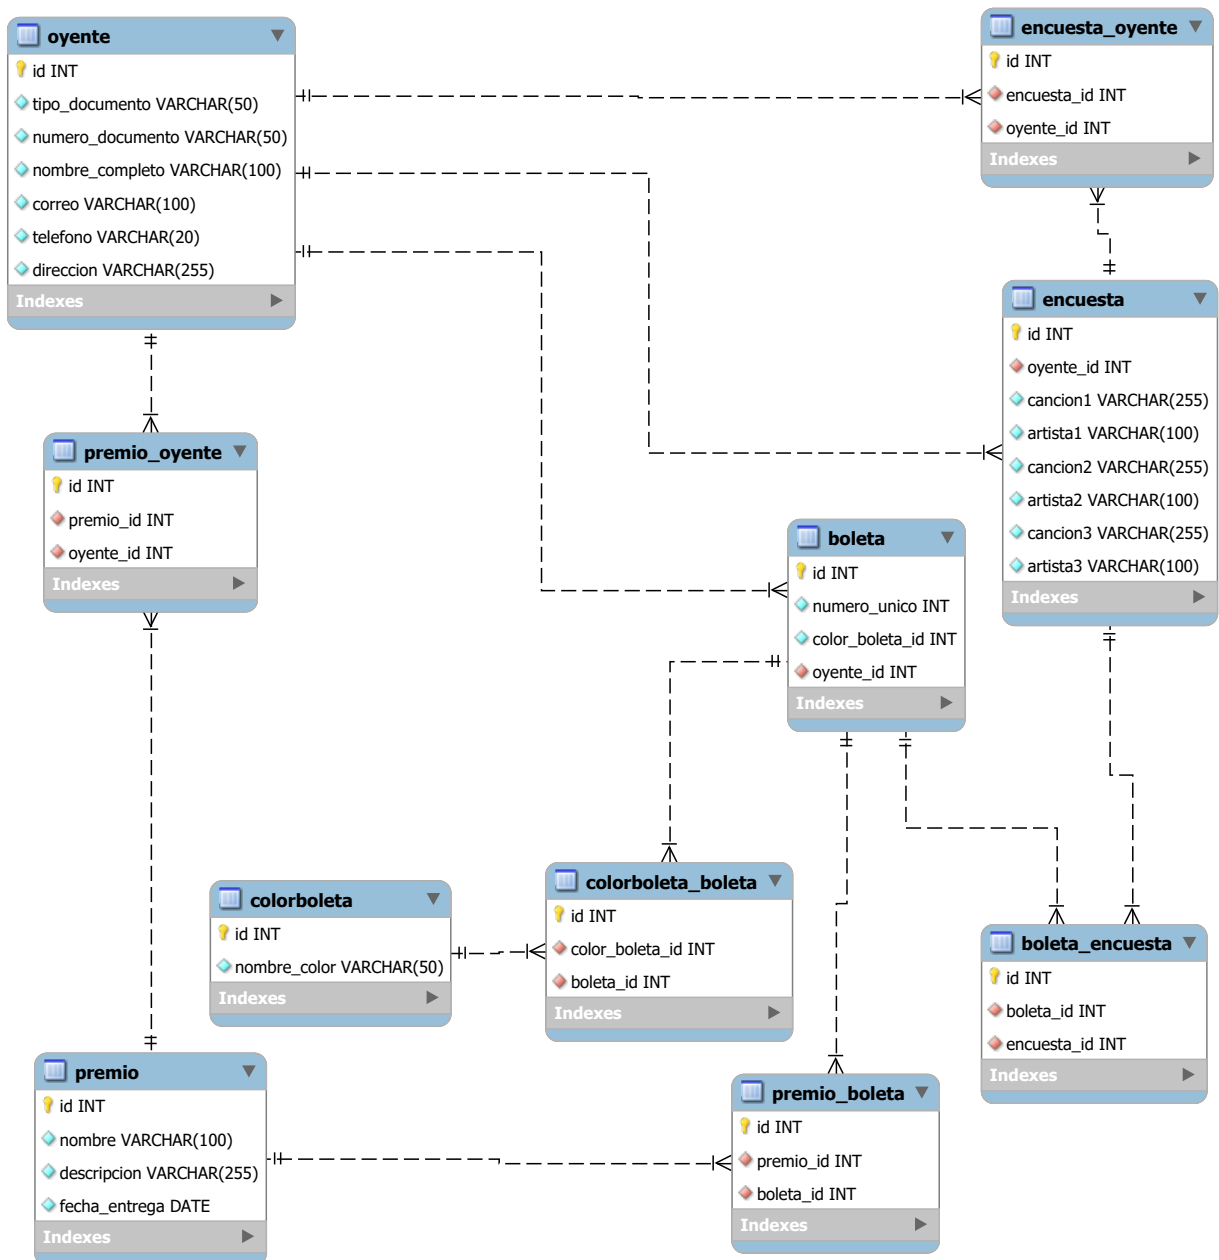 oyente
id INT
tipo_documento VARCHAR(50)
numero_documento VARCHAR(50)
nombre_completo VARCHAR(100)
correo VARCHAR(100)
telefono VARCHAR(20)
direccion VARCHAR(255)
Indexes
encuesta_oyente
id INT
encuesta_id INT
oyente_id INT
Indexes
encuesta
id INT
oyente_id INT
cancion1 VARCHAR(255)
artista1 VARCHAR(100)
cancion2 VARCHAR(255)
artista2 VARCHAR(100)
cancion3 VARCHAR(255)
artista3 VARCHAR(100)
Indexes
premio_oyente
id INT
premio_id INT
oyente_id INT
Indexes
boleta
id INT
numero_unico INT
color_boleta_id INT
oyente_id INT
Indexes
colorboleta
id INT
nombre_color VARCHAR(50)
Indexes
colorboleta_boleta
id INT
color_boleta_id INT
boleta_id INT
Indexes
boleta_encuesta
id INT
boleta_id INT
encuesta_id INT
Indexes
premio
id INT
nombre VARCHAR(100)
descripcion VARCHAR(255)
fecha_entrega DATE
Indexes
premio_boleta
id INT
premio_id INT
boleta_id INT
Indexes